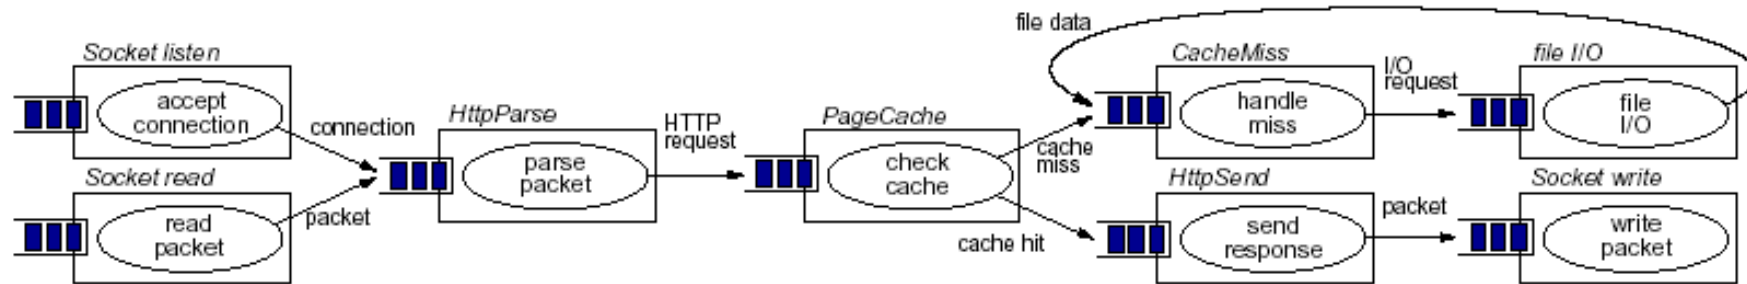 Socket listen
accept
connection
connection
Socket read
read
packet
packet
HttpParse
parse
packet
HTTP
request
PageCache
check
cache
cache
miss
cache hit
file data
CacheMiss
handle
miss
I/O
request
file I/O
file
I/O
HttpSend
send
response
packet
Socket write
write
packet